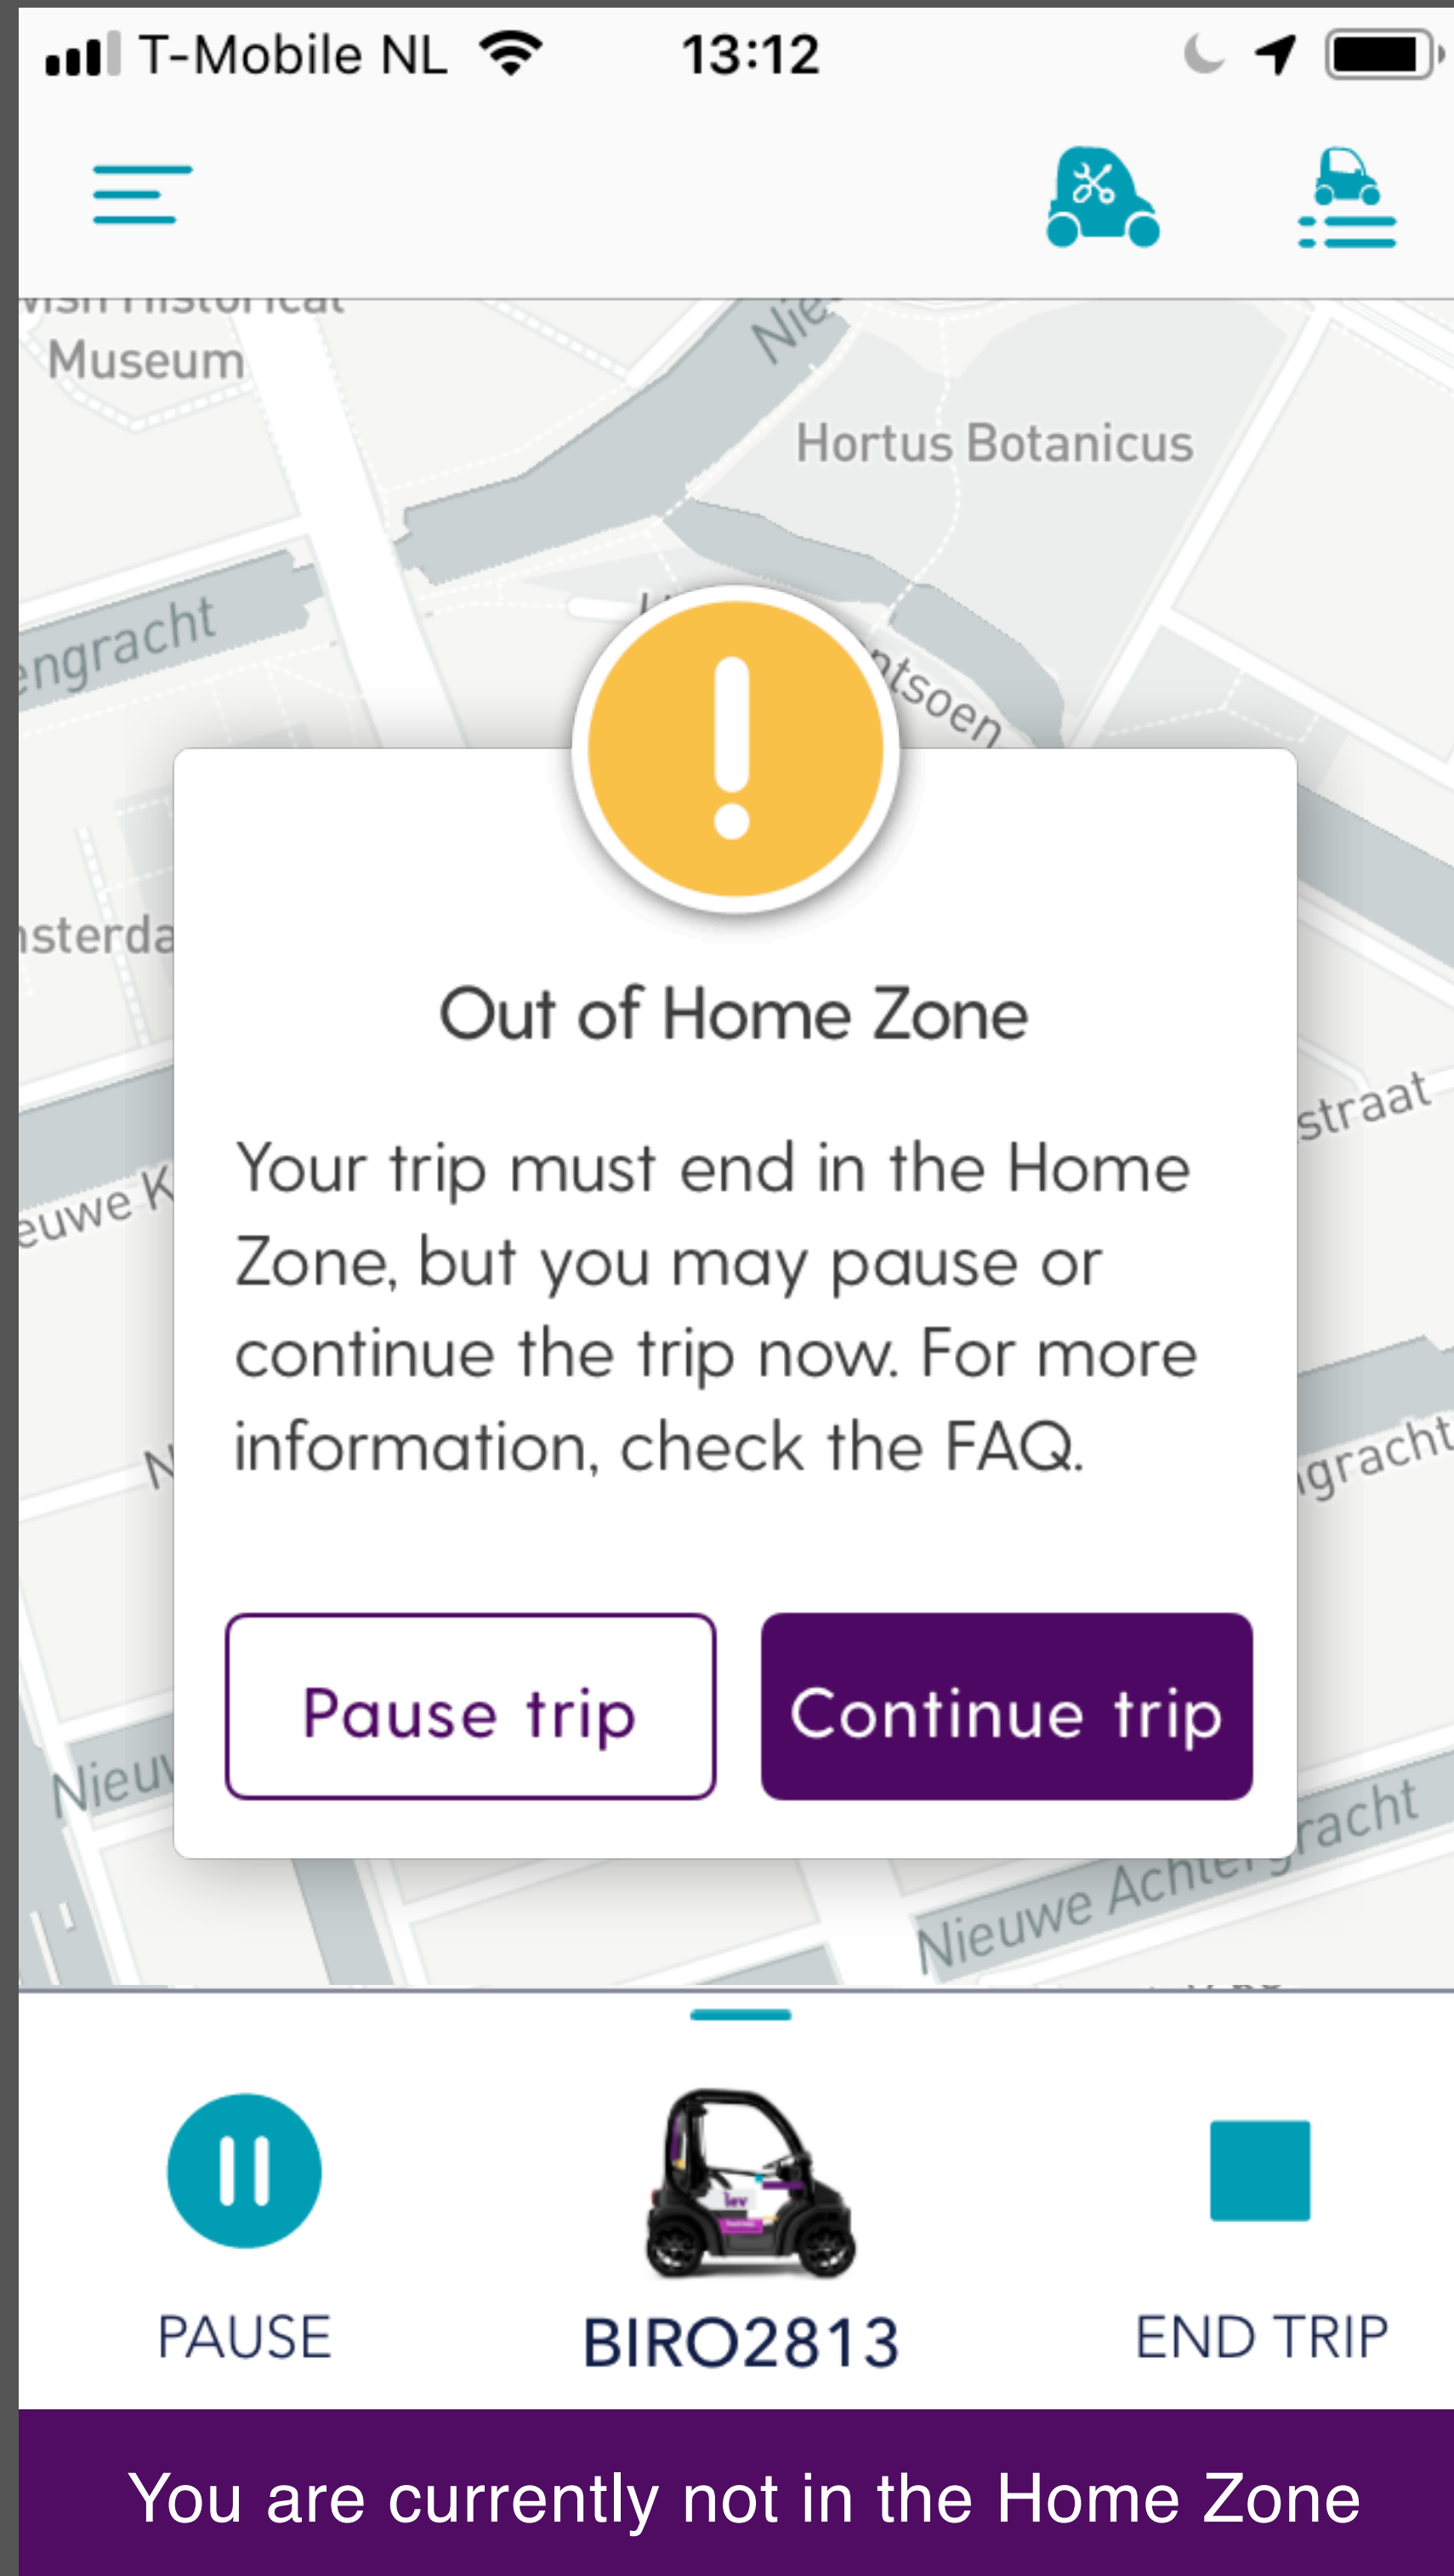 T-Mobile NL 13:12
Museum
Hortus Botanicus
Out of Home Zone
Your trip must end in the Home
Zone, but you may pause or
continue the trip now. For more
information, check the FAQ.
Pause trip Continue trip
Nieuwe Achtergracht
lev
PAUSE BIRO2813 END TRIP
You are currently not in the Home Zone